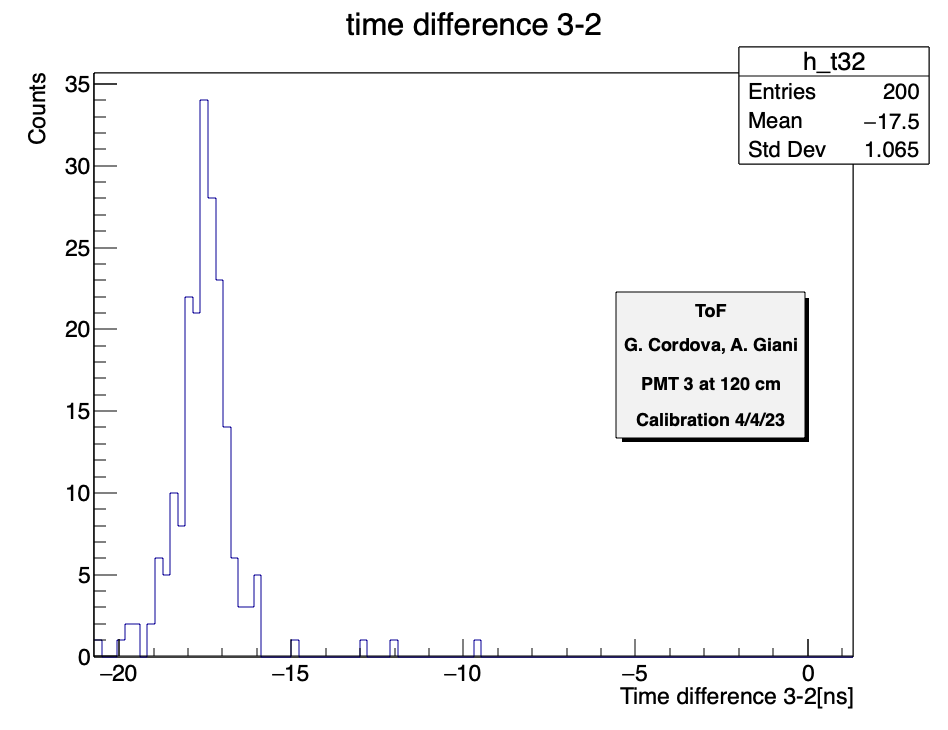 time difference 3-2
h_t32
Entries 200
Mean −17.5
Std Dev 1.065
Counts
35
30
25
20
15
10
5
0
ToF
G. Cordova, A. Giani
PMT 3 at 120 cm
Calibration 4/4/23
−20 −15 −10 −5 0
Time difference 3-2[ns]